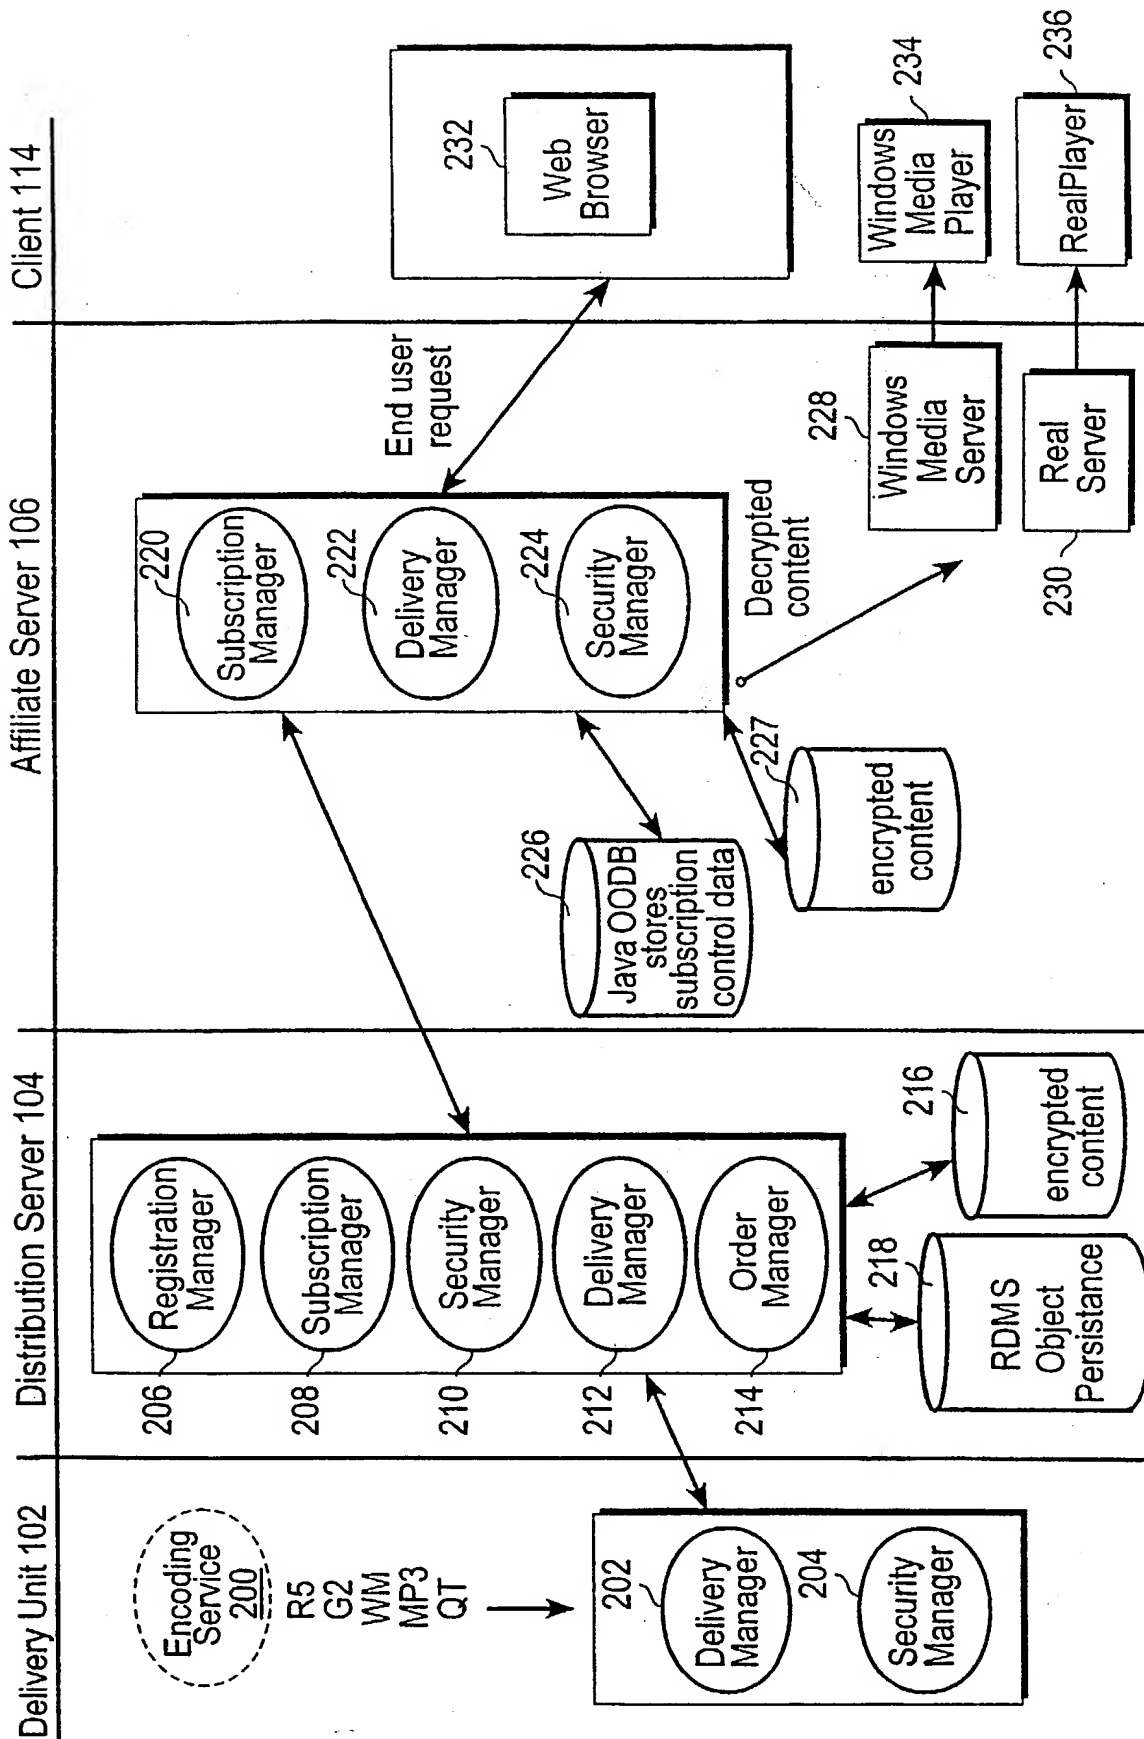 Delivery Unit 102
Encoding
Service
200
R5
G2
WM
MP3
QT
202
Delivery
Manager
204
Security
Manager
Distribution Server 104
206
Registration
Manager
208
Subscription
Manager
210
Security
Manager
212
Delivery
Manager
214
Order
Manager
218
RDMS
Object
Persistance
216
encrypted
content
Affiliate Server 106
220
Subscription
Manager
222
Delivery
Manager
224
Security
Manager
End user
request
226
Java OODB
stores
subscription
control data
227
encrypted
content
Decrypted
content
228
Windows
Media
Server
230
Real
Server
Client 114
232
Web
Browser
234
Windows
Media
Player
236
RealPlayer